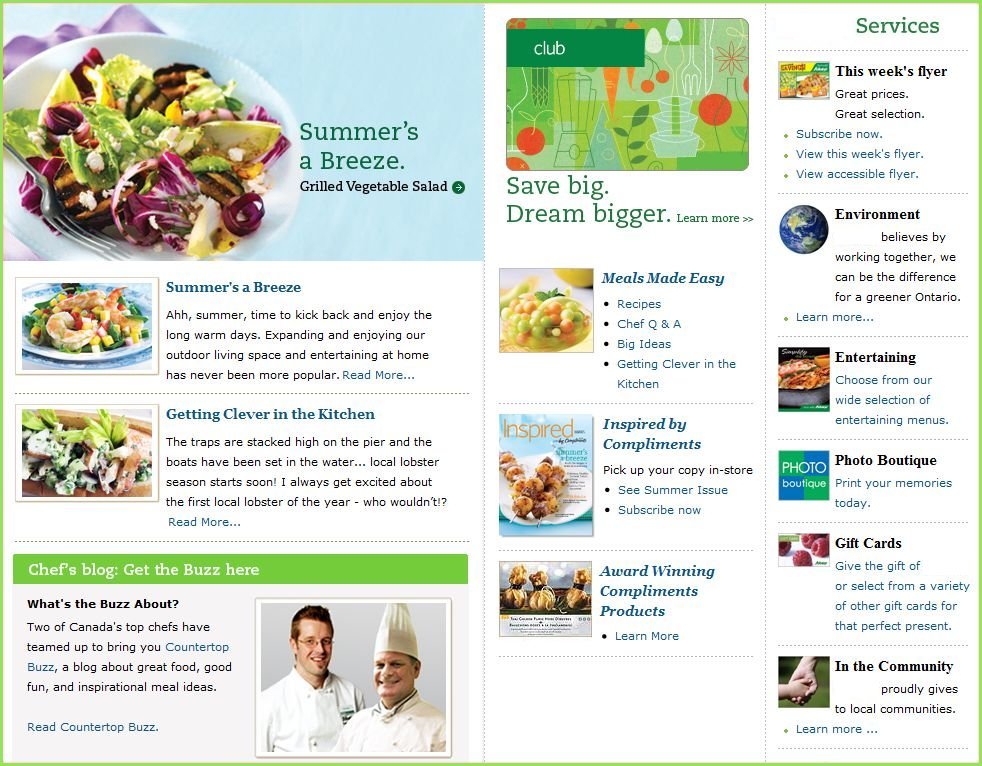 Summer's
a Breeze.
Grilled Vegetable Salad
Summer's a Breeze
Ahh, summer, time to kick back and enjoy the
long warm days. Expanding and enjoying our
outdoor living space and entertaining at home
has never been more popular. Read More...
Getting Clever in the Kitchen
The traps are stacked high on the pier and the
boats have been set in the water... local lobster
season starts soon! I always get excited about
the first local lobster of the year - who wouldn't!?
Read More...
Chef's blog: Get the Buzz here
What's the Buzz About?
Two of Canada's top chefs have
teamed up to bring you Countertop
Buzz, a blog about great food, good
fun, and inspirational meal ideas.
Read Countertop Buzz.
club
Save big.
Dream bigger. Learn more >>
Meals Made Easy
Recipes
Chef Q & A
Big Ideas
Getting Clever in the
Kitchen
inspired
by Compliments
summer's
a breeze
Inspired by
Compliments
Pick up your copy in-store
See Summer Issue
Subscribe now
Award Winning
Compliments
Products
Learn More
Services
SAVINGS!
This week's flyer
Great prices.
Great selection.
Subscribe now.
View this week's flyer.
View accessible flyer.
Environment
believes by
working together, we
can be the difference
for a greener Ontario.
Learn more...
Simplify
Entertaining
Choose from our
wide selection of
entertaining menus.
PHOTO
boutique
Photo Boutique
Print your memories
today.
Gift Cards
Give the gift of
or select from a variety
of other gift cards for
that perfect present.
In the Community
proudly gives
to local communities.
Learn more ...